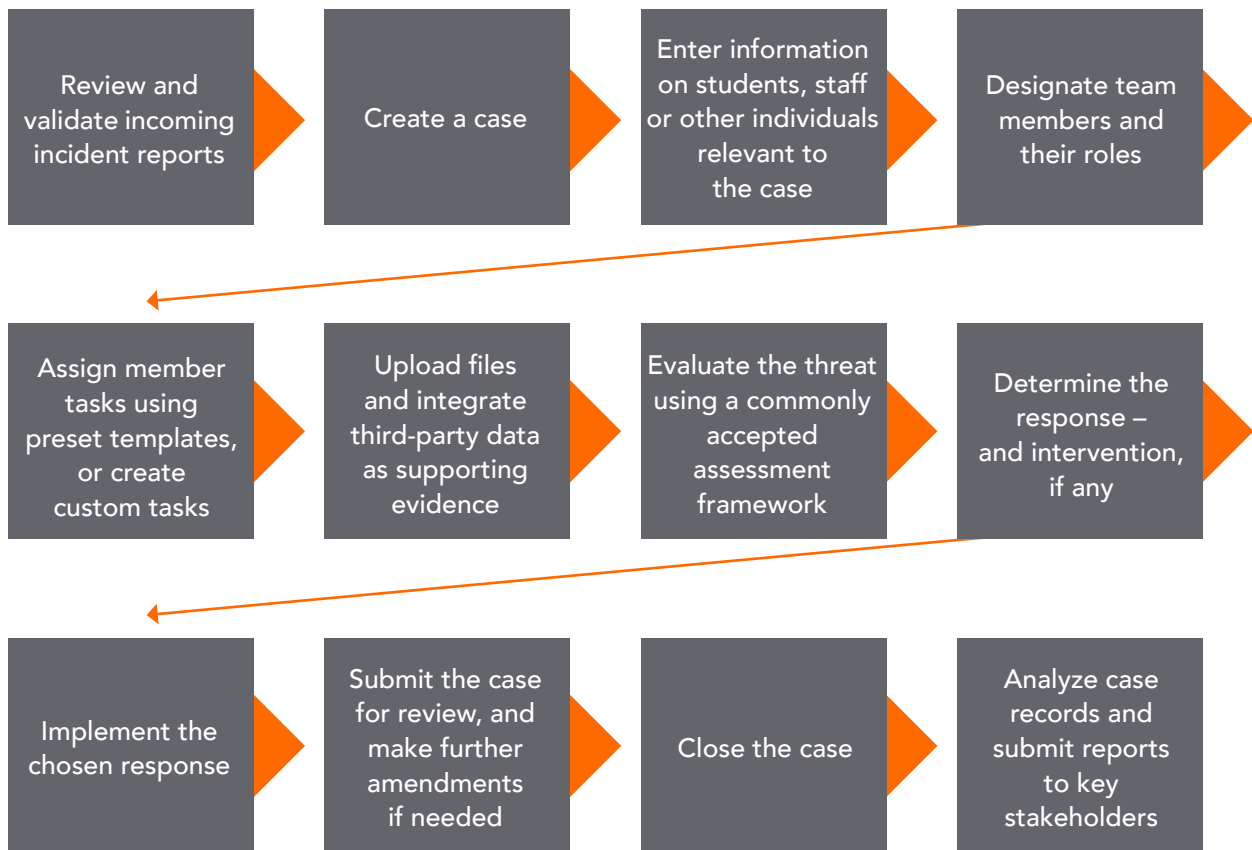 Review and
validate incoming
incident reports
Create a case
Enter information
on students, staff
or other individuals
relevant to
the case
Designate team
members and
their roles
Assign member
tasks using
preset templates,
or create
custom tasks
Upload files
and integrate
third-party data
as supporting
evidence
Evaluate the threat
using a commonly
accepted
assessment
framework
Determine the
response –
and intervention,
if any
Implement the
chosen response
Submit the case
for review, and
make further
amendments
if needed
Close the case
Analyze case
records and
submit reports
to key
stakeholders